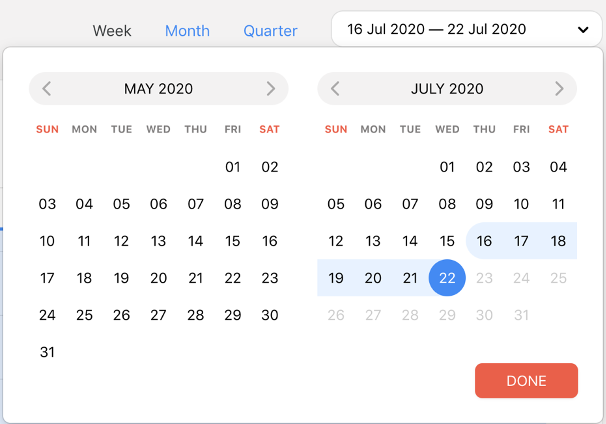 Week Month Quarter 16 Jul 2020 — 22 Jul 2020
MAY 2020
SUN MON TUE WED THU FRI SAT
01 02
03 04 05 06 07 08 09
10 11 12 13 14 15 16
17 18 19 20 21 22 23
24 25 26 27 28 29 30
31
JULY 2020
SUN MON TUE WED THU FRI SAT
01 02 03 04
05 06 07 08 09 10 11
12 13 14 15 16 17 18
19 20 21 22 23 24 25
26 27 28 29 30 31
DONE